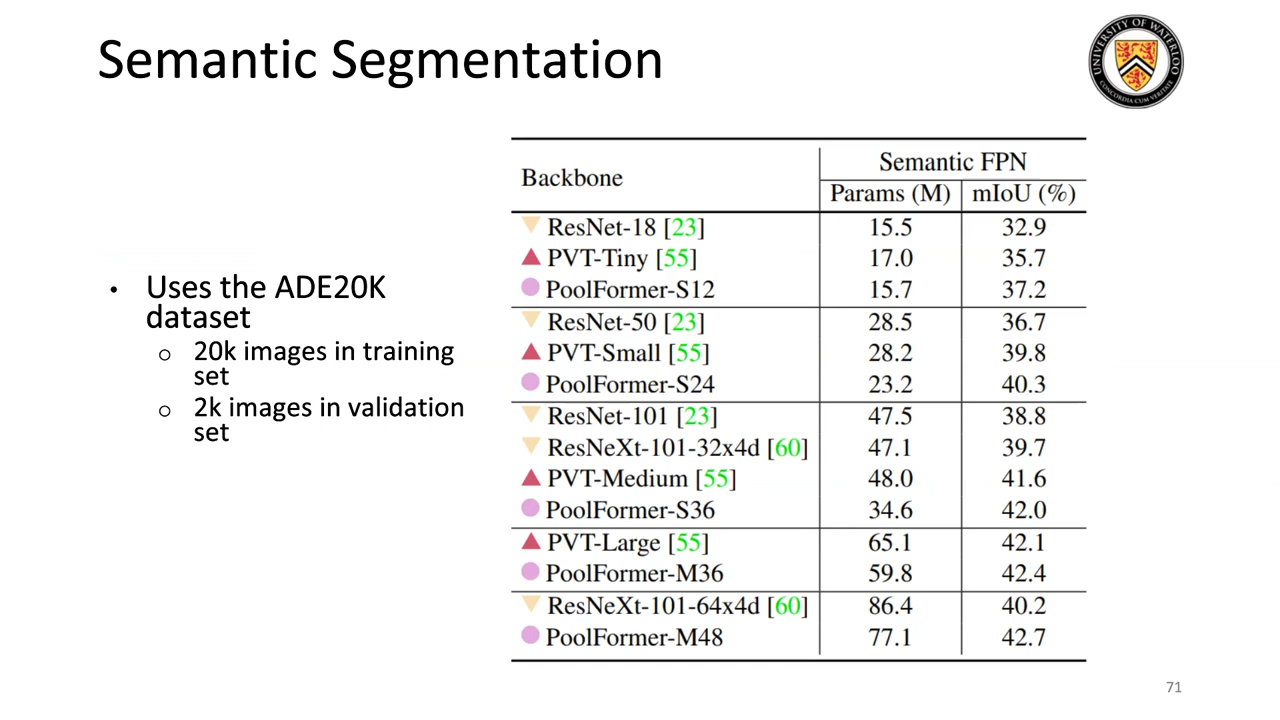 Semantic Segmentation
UNIVERSITY OF WATERLOO
CONCORDIA CUM VERITATE
• Uses the ADE20K
dataset
o 20k images in training
set
o 2k images in validation
set
Backbone Semantic FPN
Params (M) mIoU (%)
ResNet-18 [23] 15.5 32.9
PVT-Tiny [55] 17.0 35.7
PoolFormer-S12 15.7 37.2
ResNet-50 [23] 28.5 36.7
PVT-Small [55] 28.2 39.8
PoolFormer-S24 23.2 40.3
ResNet-101 [23] 47.5 38.8
ResNeXt-101-32x4d [60] 47.1 39.7
PVT-Medium [55] 48.0 41.6
PoolFormer-S36 34.6 42.0
PVT-Large [55] 65.1 42.1
PoolFormer-M36 59.8 42.4
ResNeXt-101-64x4d [60] 86.4 40.2
PoolFormer-M48 77.1 42.7
71